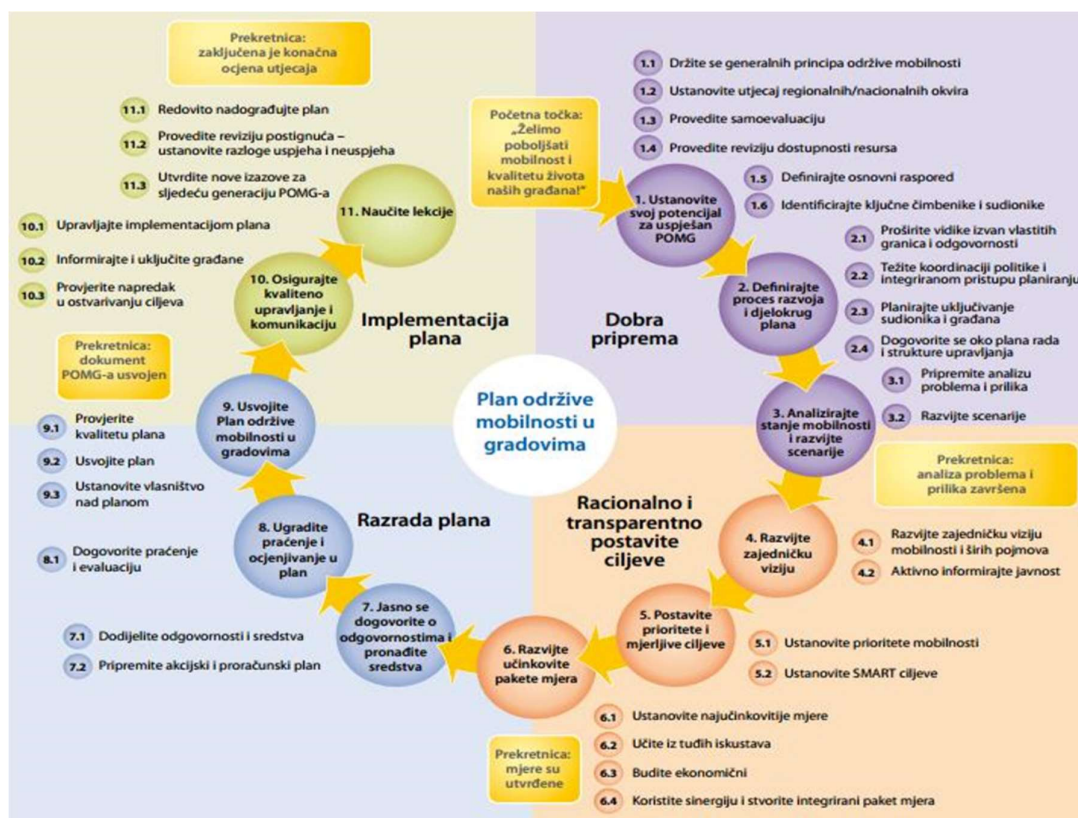 Prekretnica:
zaključena je konačna
ocjena utjecaja
11.1 Redovito nadograđujte plan
11.2 Provedite reviziju postignuća –
ustanovite razloge uspjeha i neuspjeha
11.3 Utvrdite nove izazove za
sljedeću generaciju POMG-a
10.1 Upravljajte implementacijom plana
10.2 Informirajte i uključite građane
10.3 Provjerite napredak
u ostvarivanju ciljeva
11. Naučite lekcije
10. Osigurajte
kvaliteno
upravljanje i
komunikaciju
Implementacija
plana
Prekretnica:
dokument
POMG-a usvojen
Početna točka:
„Želimo
poboljšati
mobilnost i
kvalitetu života
naših građana!“
1.1 Držite se generalnih principa održive mobilnosti
1.2 Ustanovite utjecaj regionalnih/nacionalnih okvira
1.3 Provedite samoevaluaciju
1.4 Provedite reviziju dostupnosti resursa
1.5 Definirajte osnovni raspored
1.6 Identificirajte ključne čimbenike i sudionike
1. Ustanovite
svoj potencijal
za uspješan
POMG
2.1 Proširite vidike izvan vlastitih
granica i odgovornosti
2.2 Težite koordinaciji politike i
integriranom pristupu planiranju
2.3 Planirajte uključivanje
sudionika i građana
2.4 Dogovorite se oko plana rada
i strukture upravljanja
2. Definirajte
proces razvoja
i djelokrug
plana
Dobra
priprema
3.1 Pripremite analizu
problema i prilika
3.2 Razvijte scenarije
3. Analizirajte
stanje mobilnosti
i razvijte
scenarije
Plan održive
mobilnosti u
gradovima
Prekretnica:
analiza problema i
prilika završena
Racionalno i
transparentno
postavite
ciljeve
4. Razvijte
zajedničku
viziju
4.1 Razvijte zajedničku viziju
mobilnosti i širih pojmova
4.2 Aktivno informirajte javnost
5. Postavite
prioritete i
mjerljive ciljeve
5.1 Ustanovite prioritete mobilnosti
5.2 Ustanovite SMART ciljeve
6. Razvijte
učinkovite
pakete mjera
6.1 Ustanovite najučinkovitije mjere
6.2 Učite iz tuđih iskustava
6.3 Budite ekonomični
6.4 Koristite sinergiju i stvorite integrirani paket mjera
Prekretnica:
mjere su
utvrđene
Razrada plana
7. Jasno se
dogovorite o
odgovornostima i
pronađite
sredstva
7.1 Dodijelite odgovornosti i sredstva
7.2 Pripremite akcijski i proračunski plan
8. Ugradite
praćenje i
ocjenjivanje u
plan
8.1 Dogovorite praćenje
i evaluaciju
9. Usvojite
Plan održive
mobilnosti u
gradovima
9.1 Provjerite
kvalitetu plana
9.2 Usvojite plan
9.3 Ustanovite vlasništvo
nad planom